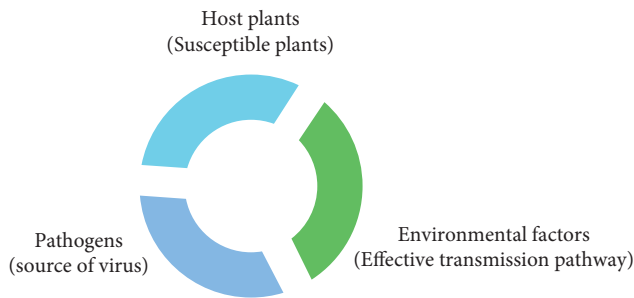 Host plants
(Susceptible plants)
Environmental factors
(Effective transmission pathway)
Pathogens
(source of virus)